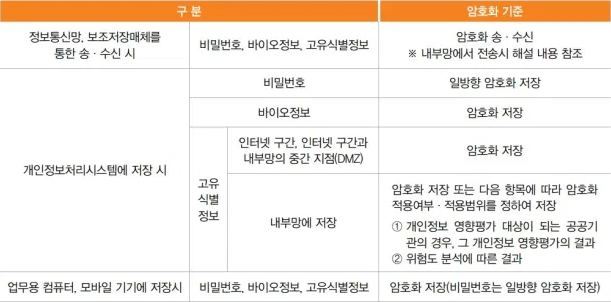 구 분
암호화 기준
정보통신망, 보조저장매체를
통한 송·수신 시
비밀번호, 바이오정보, 고유식별정보
암호화 송·수신
※ 내부망에서 전송시 해설 내용 참조
개인정보처리시스템에 저장 시
비밀번호
일방향 암호화 저장
바이오정보
암호화 저장
고유
식별
정보
인터넷 구간, 인터넷 구간과
내부망의 중간 지점(DMZ)
암호화 저장
내부망에 저장
암호화 저장 또는 다음 항목에 따라 암호화
적용여부·적용범위를 정하여 저장
① 개인정보 영향평가 대상이 되는 공공기
관의 경우, 그 개인정보 영향평가의 결과
② 위험도 분석에 따른 결과
업무용 컴퓨터, 모바일 기기에 저장시
비밀번호, 바이오정보, 고유식별정보
암호화 저장(비밀번호는 일방향 암호화 저장)